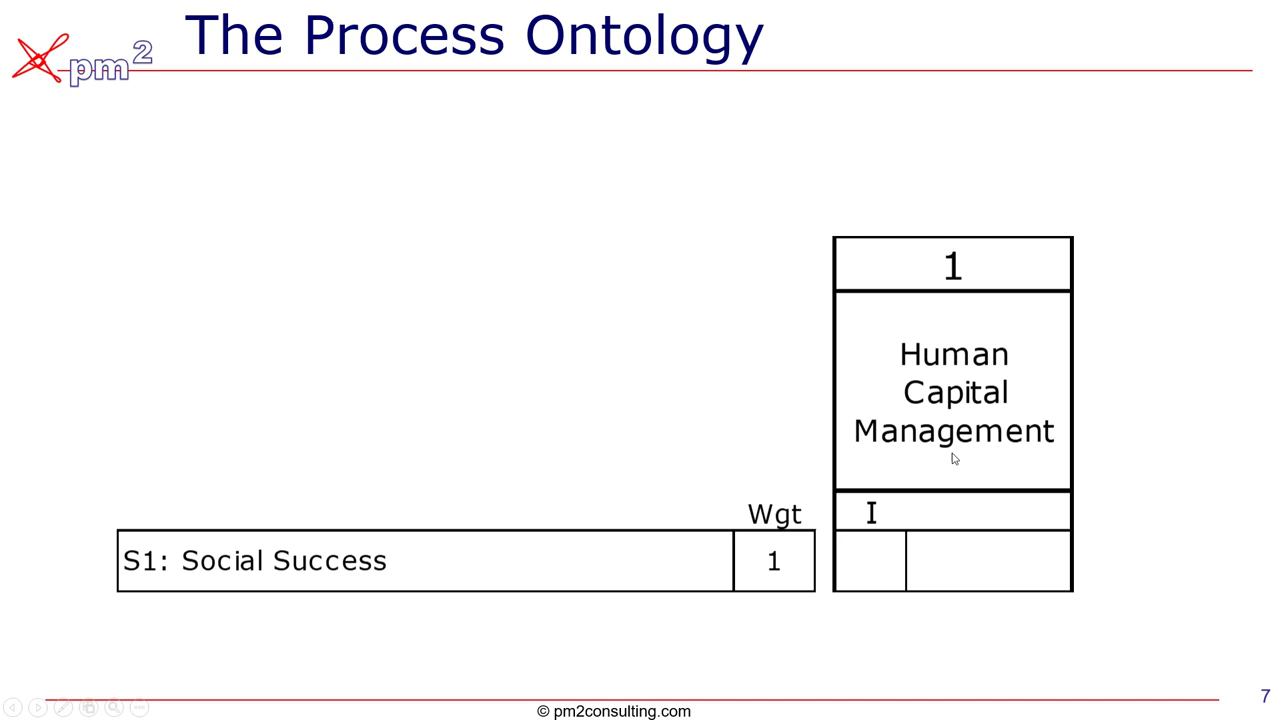 The Process Ontology
pm2
1
Human
Capital
Management
Wgt
I
S1: Social Success
1
© pm2consulting.com
7